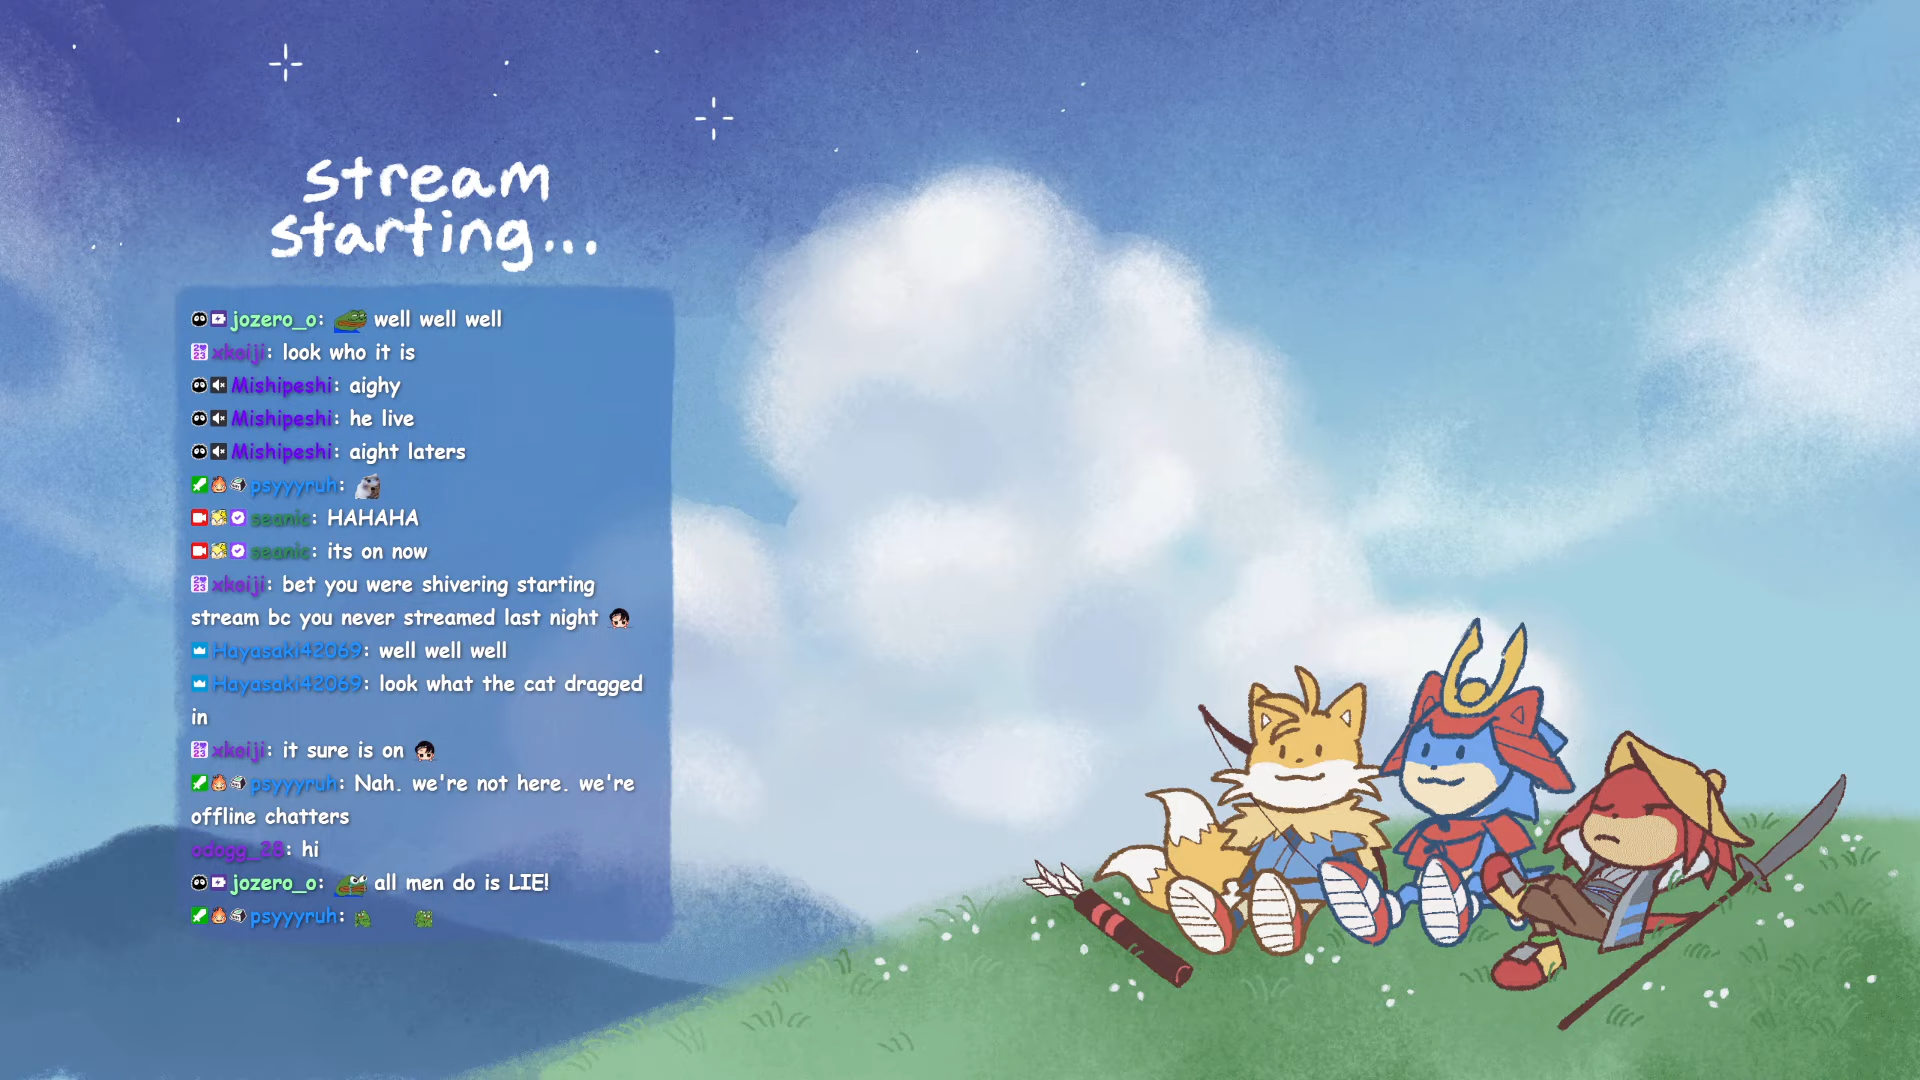 stream
starting...
jozero_o: well well well
xkeiji: look who it is
Mishipeshi: aighy
Mishipeshi: he live
Mishipeshi: aight laters
psyyyruh:
seanic: HAHAHA
seanic: its on now
xkeiji: bet you were shivering starting
stream bc you never streamed last night
Hayasaki42069: well well well
Hayasaki42069: look what the cat dragged
in
xkeiji: it sure is on
psyyyruh: Nah. we're not here. we're
offline chatters
odogg_28: hi
jozero_o: all men do is LIE!
psyyyruh: